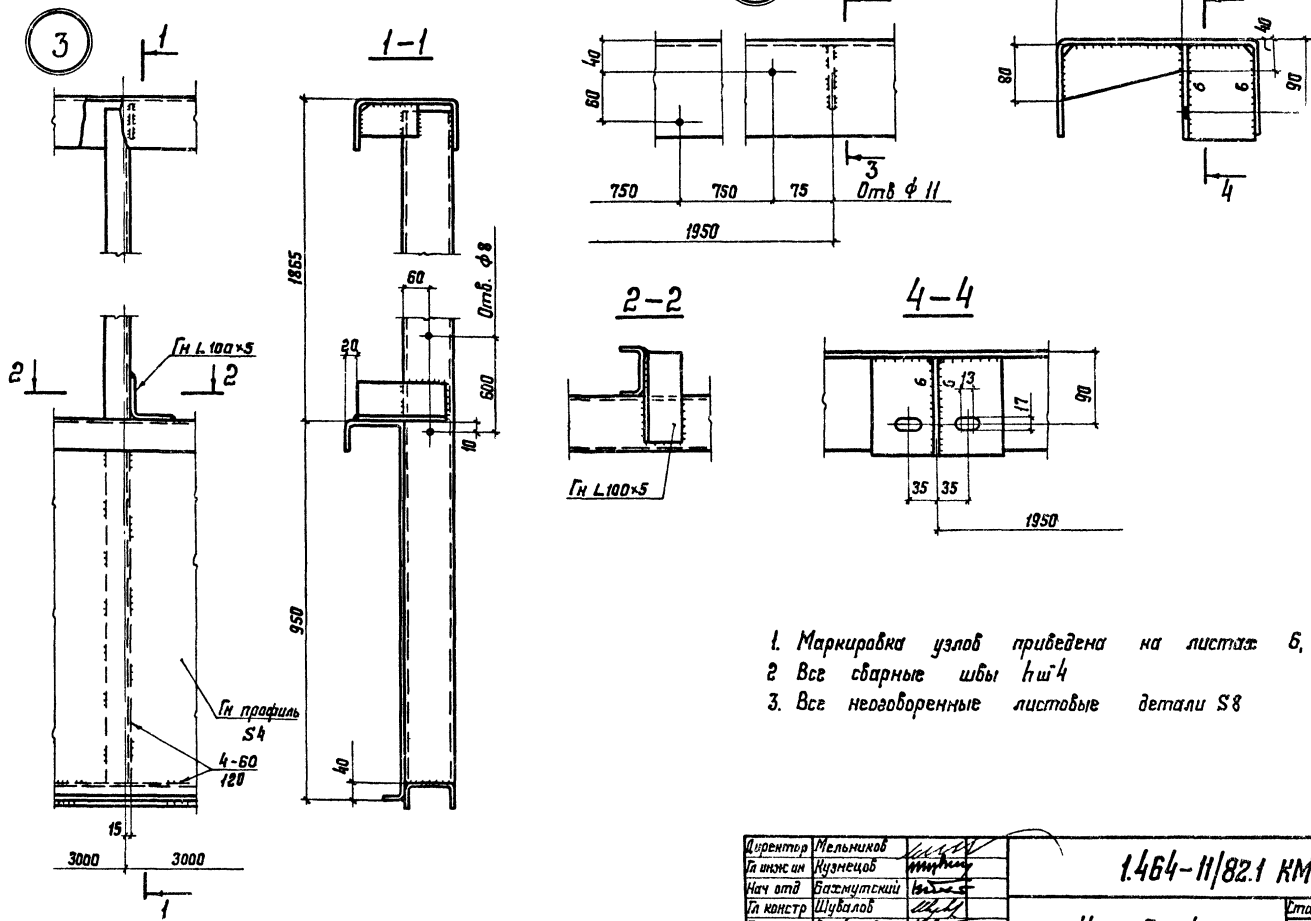 3
1
1-1
40
60
3
750
750
75
Отв ф 11
1950
80
6
6
40
90
4
1865
60
Отв. ф8
20
600
10
Гн L 100×5
2
2
2-2
Гн L 100×5
4-4
6
6
13
17
90
35
35
1950
950
Гн профиль
S4
4-60
120
40
15
3000
3000
1
1. Маркировка узлов приведена на листах 6,
2 Все сварные швы hш4
3. Все неоговоренные листовые детали S8
Директор Мельников
Гл инж ин Кузнецов
Нач отд Бахмутский
Гл констр Шувалов
1.464-11/82.1 КМ